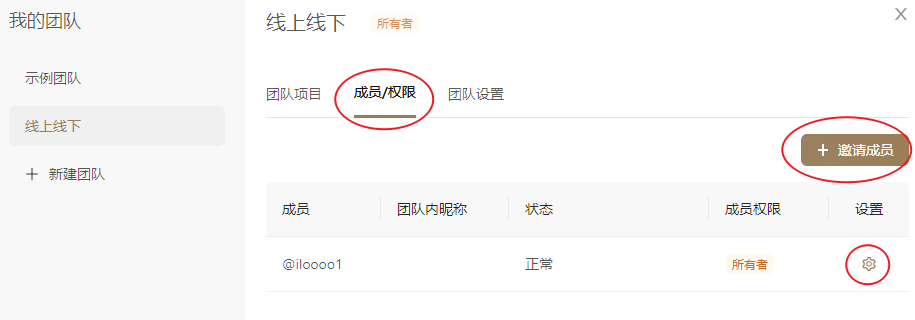 我的团队
示例团队
线上线下
+ 新建团队
线上线下 所有者
X
团队项目 成员/权限 团队设置
+ 邀请成员
成员 团队内昵称 状态 成员权限 设置
@iloooo1 正常 所有者